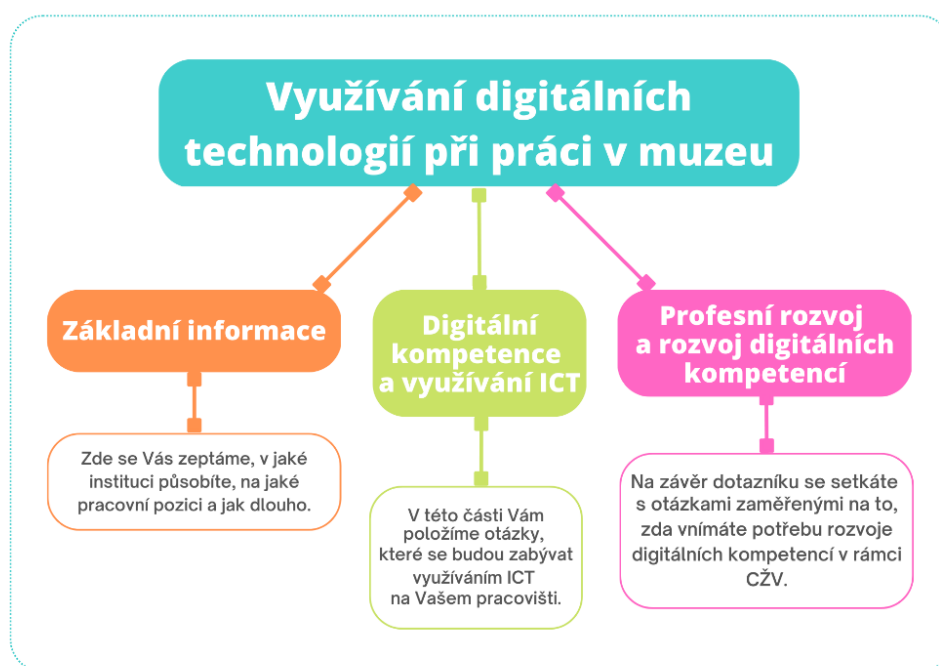 Využívání digitálních
technologií při práci v muzeu
Základní informace
Zde se Vás zeptáme, v jaké
instituci působíte, na jaké
pracovní pozici a jak dlouho.
Digitální
kompetence
a využívání ICT
V této části Vám
položíme otázky,
které se budou zabývat
využíváním ICT
na Vašem pracovišti.
Profesní rozvoj
a rozvoj digitálních
kompetencí
Na závěr dotazníku se setkáte
s otázkami zaměřenými na to,
zda vnímáte potřebu rozvoje
digitálních kompetencí v rámci
CŽV.